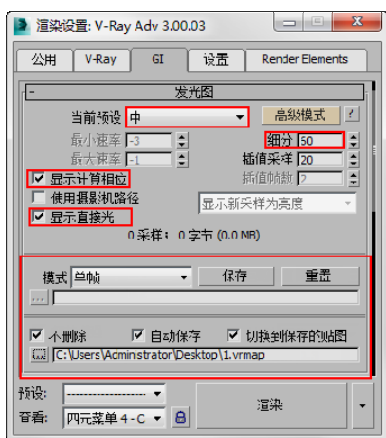 渲染设置: V-Ray Adv 3.00.03
公用 V-Ray GI 设置 Render Elements
- 发光图
当前预设 中 高级模式 ?
最小速率 -3 细分 50
最大速率 -1 插值采样 20
显示计算相位 插值帧数 2
使用摄影机路径 显示新采样为亮度
显示直接光
0 采样: 0 字节 (0.0 MB)
模式 单帧 保存 重置
...
不删除 自动保存 切换到保存的贴图
... C:\Users\Acminstrator\Desktop\1.vrmap
预设: ----------------- 渲染
查看: 四元菜单 4 - C